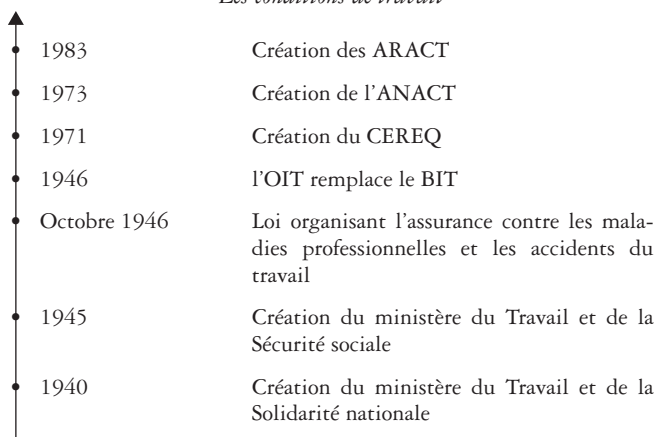 Les conditions de travail
1983 Création des ARACT
1973 Création de l'ANACT
1971 Création du CEREQ
1946 l'OIT remplace le BIT
Octobre 1946 Loi organisant l'assurance contre les mala-
dies professionnelles et les accidents du
travail
1945 Création du ministère du Travail et de la
Sécurité sociale
1940 Création du ministère du Travail et de la
Solidarité nationale